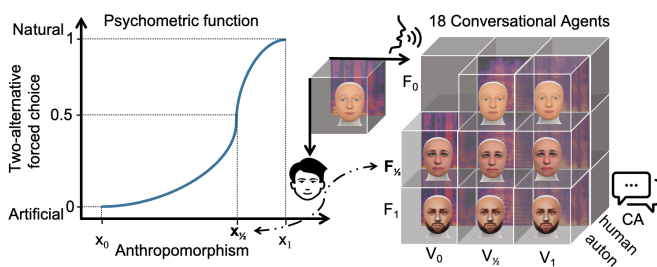 Psychometric function
Natural
1
0.5
Artificial
0
Two-alternative
forced choice
x₀
x½
x₁
Anthropomorphism
18 Conversational Agents
F₀
F½
F₁
V₀
V½
V₁
human
auton
CA